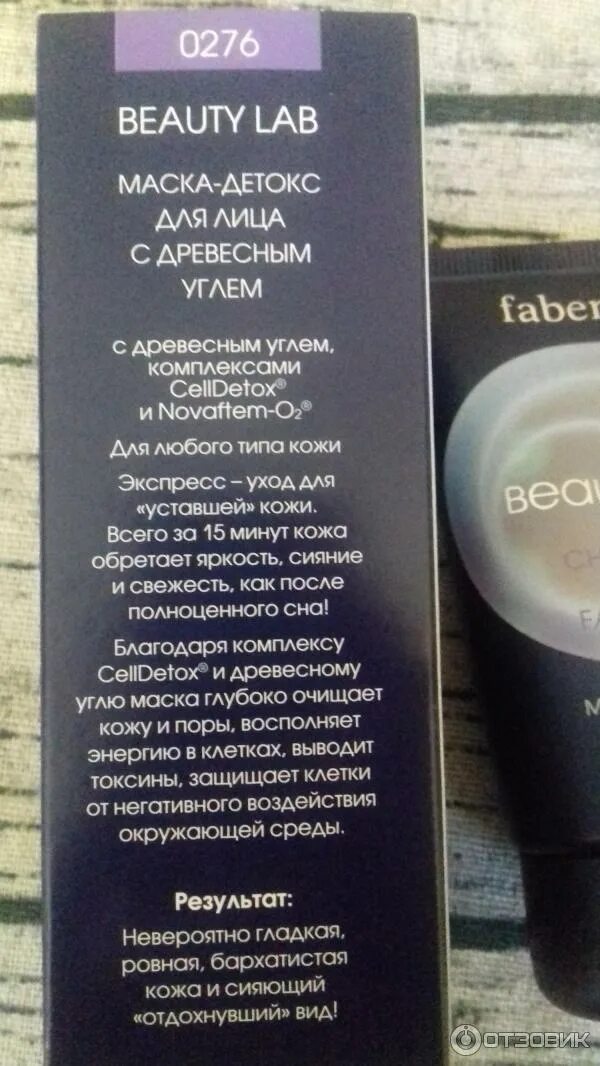 0276
BEAUTY LAB
МАСКА-ДЕТОКС
ДЛЯ ЛИЦА
С ДРЕВЕСНЫМ
УГЛЕМ
с древесным углем,
комплексами
CellDetox®
и Novaftem-O₂®
Для любого типа кожи
Экспресс – уход для
«уставшей» кожи.
Всего за 15 минут кожа
обретает яркость, сияние
и свежесть, как после
полноценного сна!
Благодаря комплексу
CellDetox® и древесному
углю маска глубоко очищает
кожу и поры, восполняет
энергию в клетках, выводит
токсины, защищает клетки
от негативного воздействия
окружающей среды.
Результат:
Невероятно гладкая,
ровная, бархатистая
кожа и сияющий
«отдохнувший» вид!
faber
Beau
CH
FA
M
ОТЗОВИК